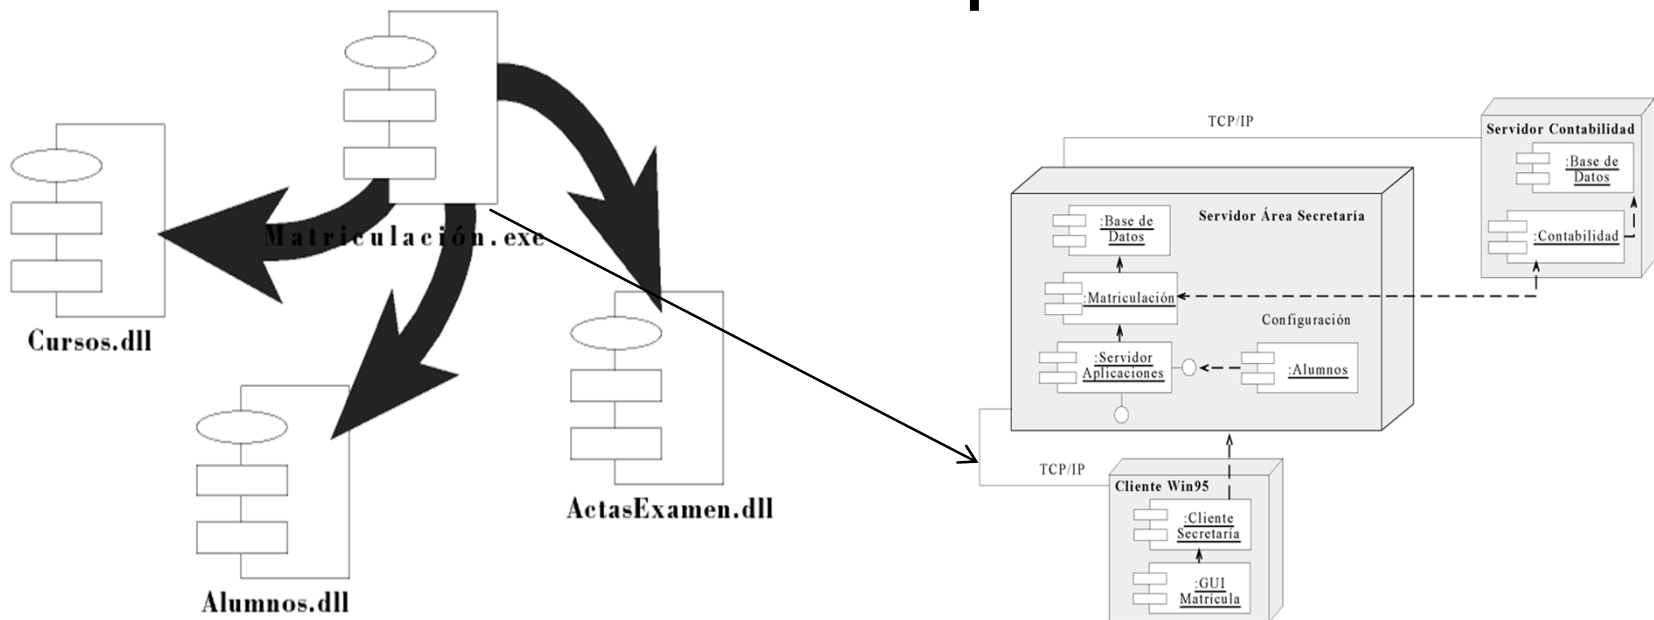 Matriculación.exe
Cursos.dll
Alumnos.dll
ActasExamen.dll
TCP/IP
Servidor Contabilidad
:Base de
Datos
:Contabilidad
Servidor Área Secretaría
:Base de
Datos
:Matriculación
Configuración
:Servidor
Aplicaciones
:Alumnos
TCP/IP
Cliente Win95
:Cliente
Secretaría
:GUI
Matrícula